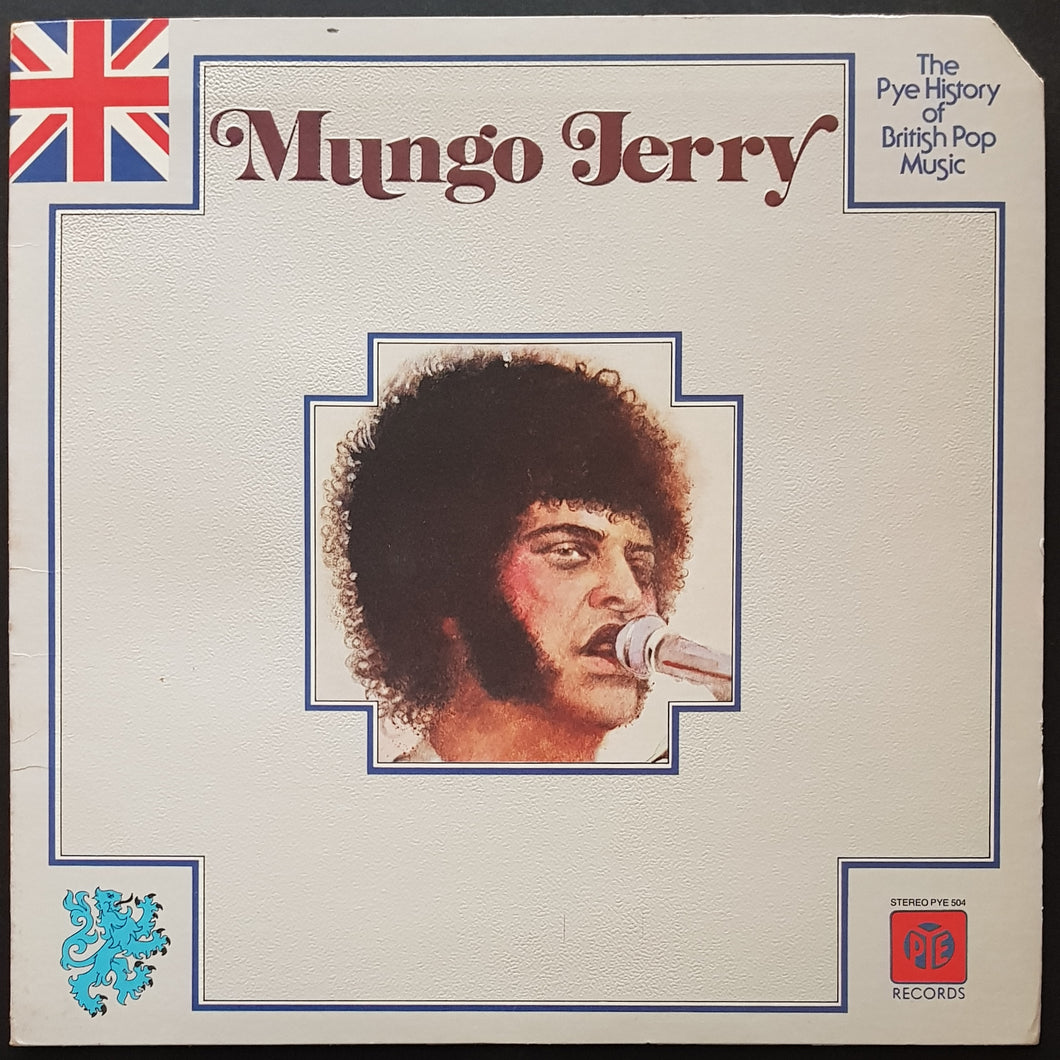 Mungo Jerry
The
Pye History
of
British Pop
Music
STEREO PYE 504
PYE
RECORDS